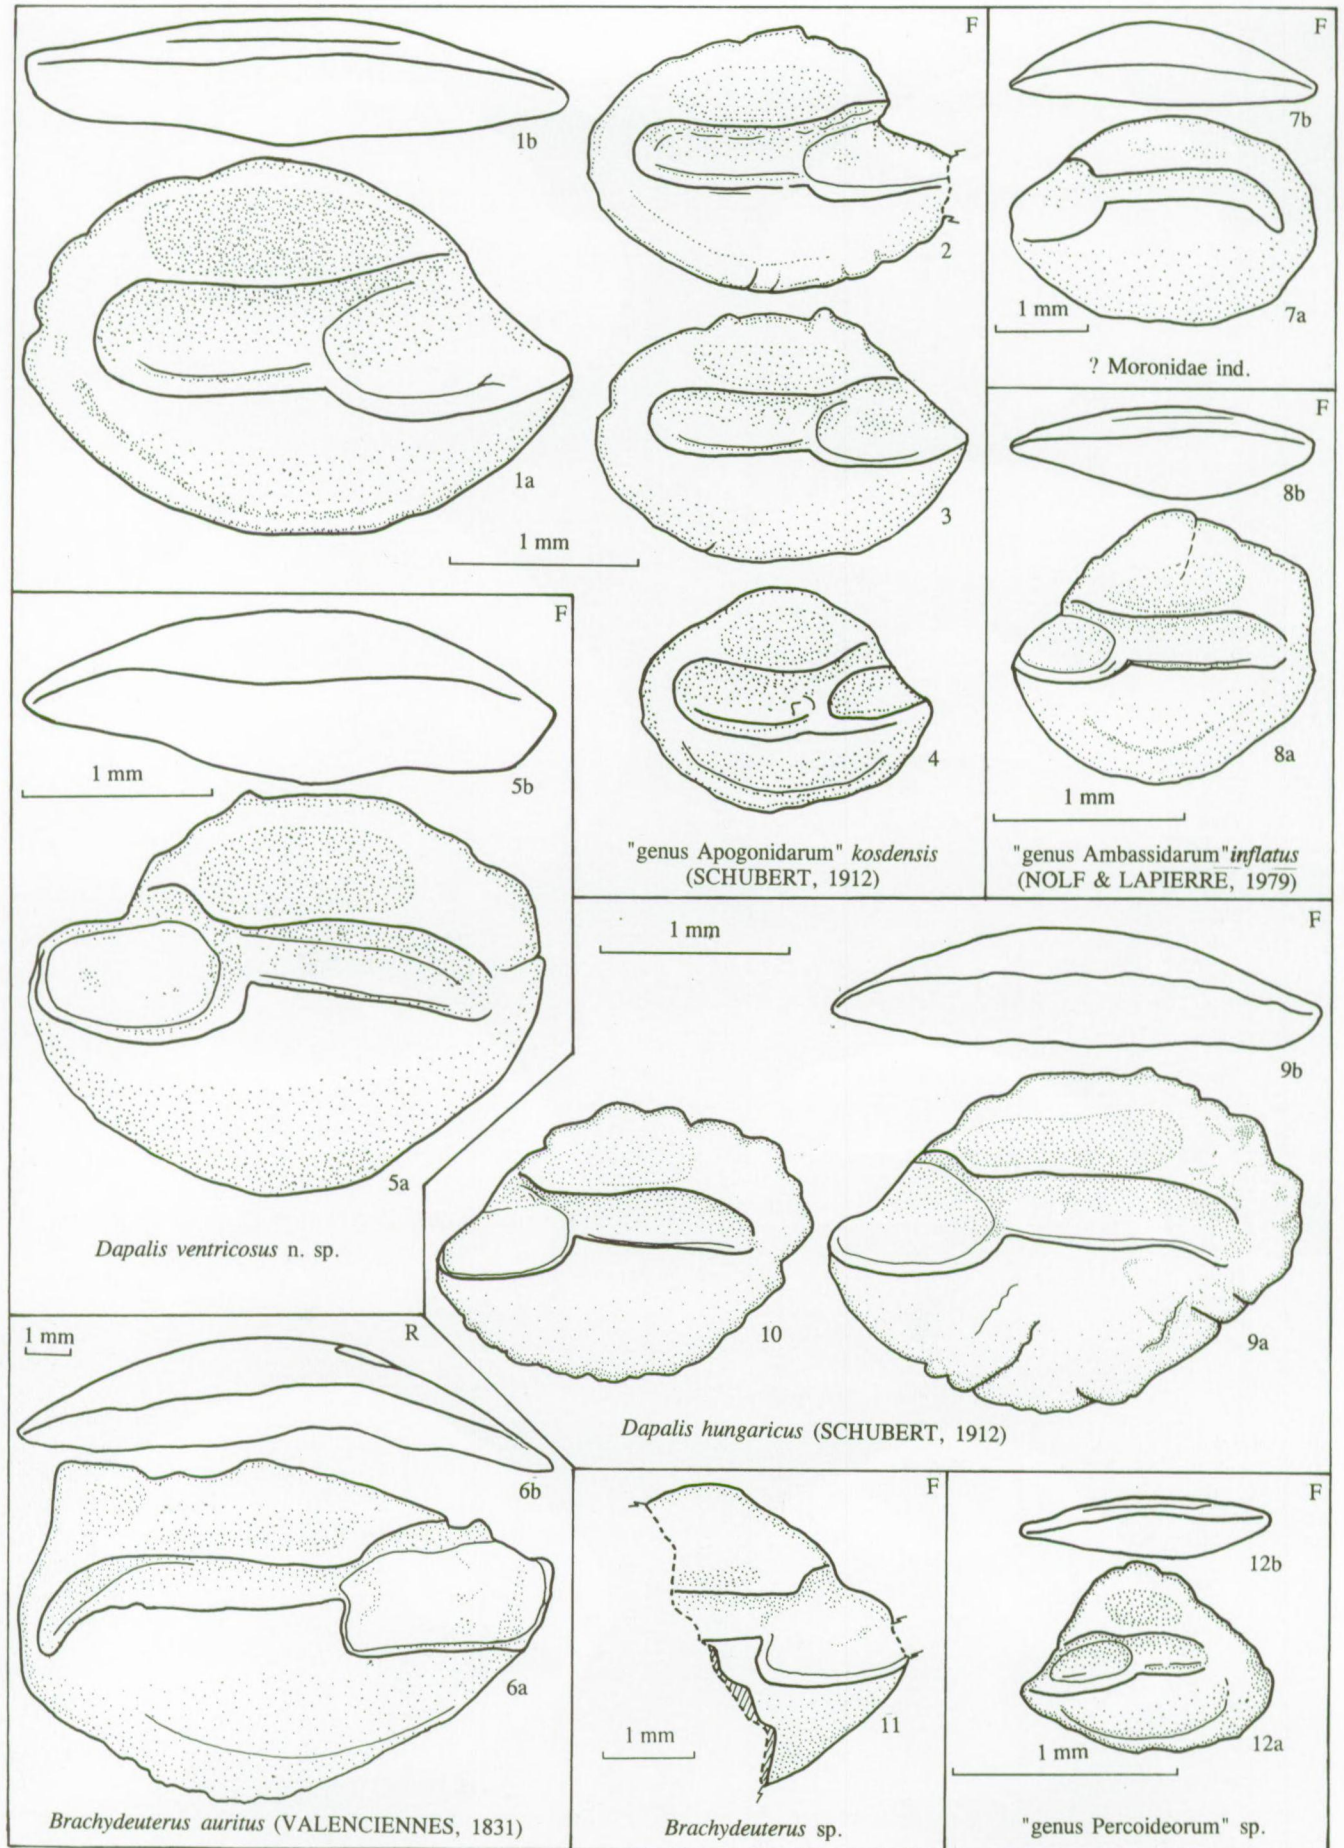 F
1b
1a
2
3
4
1 mm
"genus Apogonidarum" kosdensis
(SCHUBERT, 1912)
F
7b
7a
1 mm
? Moronidae ind.
F
8b
8a
1 mm
"genus Ambassidarum" inflatus
(NOLF & LAPIERRE, 1979)
F
5b
1 mm
5a
Dapalis ventricosus n. sp.
F
1 mm
9b
9a
10
Dapalis hungaricus (SCHUBERT, 1912)
R
1 mm
6b
6a
Brachydeuterus auritus (VALENCIENNES, 1831)
F
11
1 mm
Brachydeuterus sp.
F
12b
12a
1 mm
"genus Percoideorum" sp.